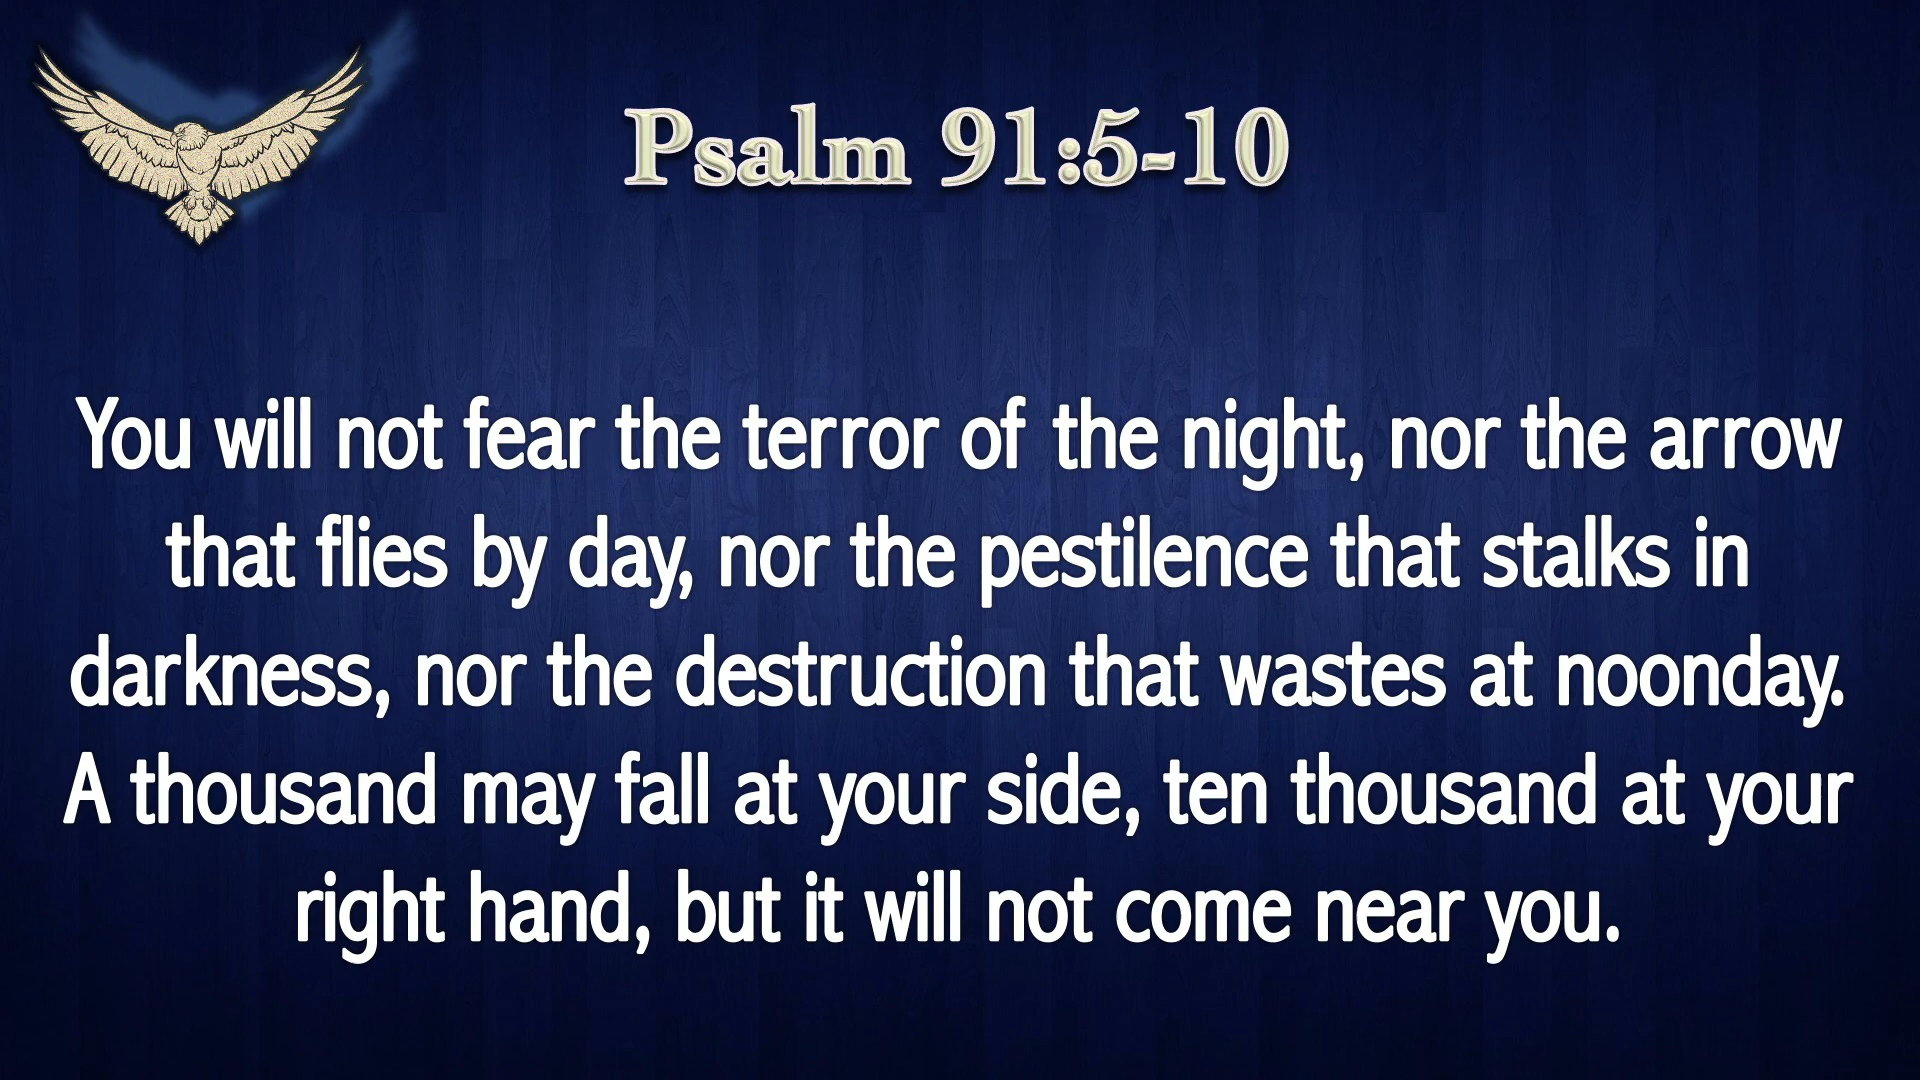 Psalm 91:5-10
You will not fear the terror of the night, nor the arrow
that flies by day, nor the pestilence that stalks in
darkness, nor the destruction that wastes at noonday.
A thousand may fall at your side, ten thousand at your
right hand, but it will not come near you.